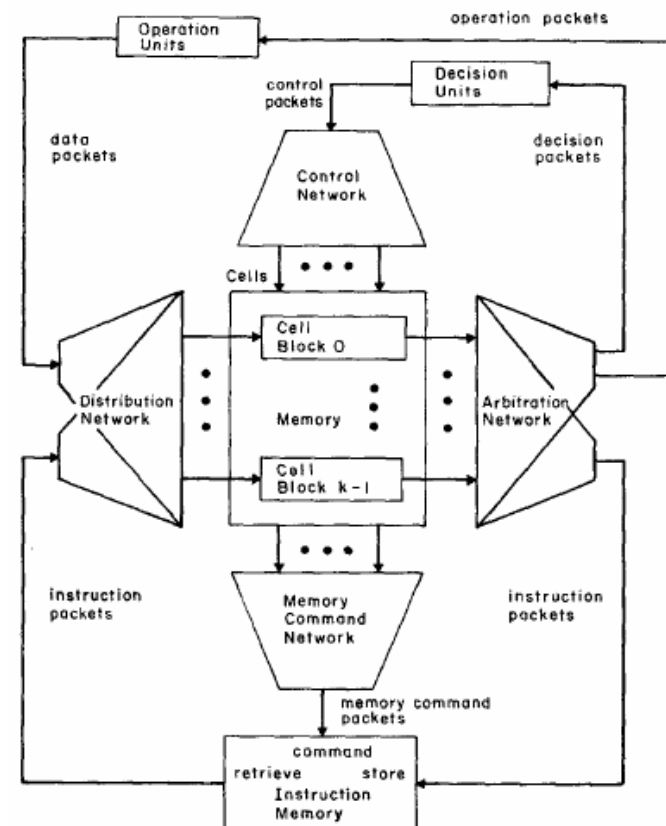 operation packets
Operation
Units
Decision
Units
control
packets
data
packets
decision
packets
Control
Network
Cells
Cell
Block 0
Distribution
Network
Memory
Arbitration
Network
Cell
Block k-1
instruction
packets
Memory
Command
Network
instruction
packets
memory command
packets
command
retrieve store
Instruction
Memory